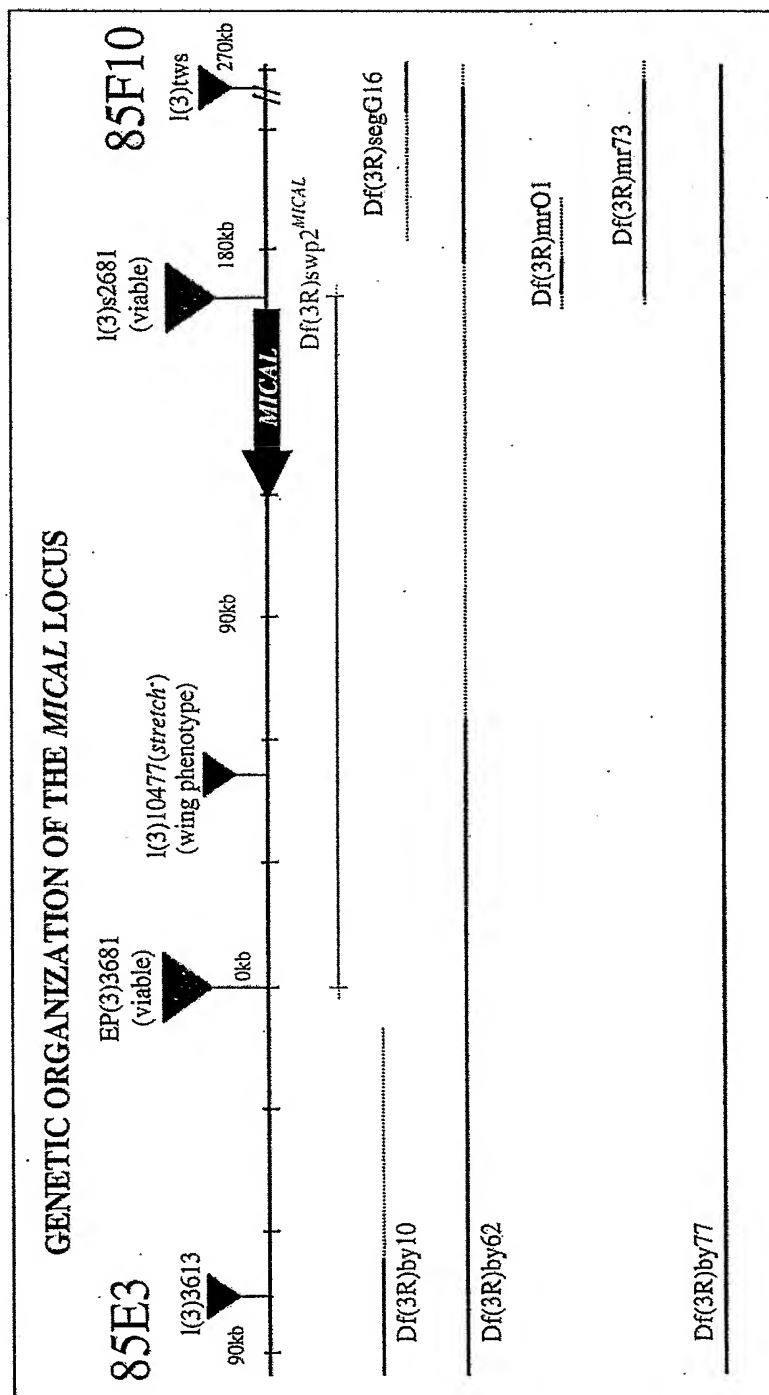 GENETIC ORGANIZATION OF THE MICAL LOCUS
85E3
85F10
l(3)3613
EP(3)3681
(viable)
l(3)10477(stretch-)
(wing phenotype)
l(3)s2681
(viable)
l(3)tws
90kb
0kb
90kb
180kb
270kb
MICAL
Df(3R)swp2MICAL
Df(3R)by10
Df(3R)segG16
Df(3R)by62
Df(3R)mrO1
Df(3R)mr73
Df(3R)by77